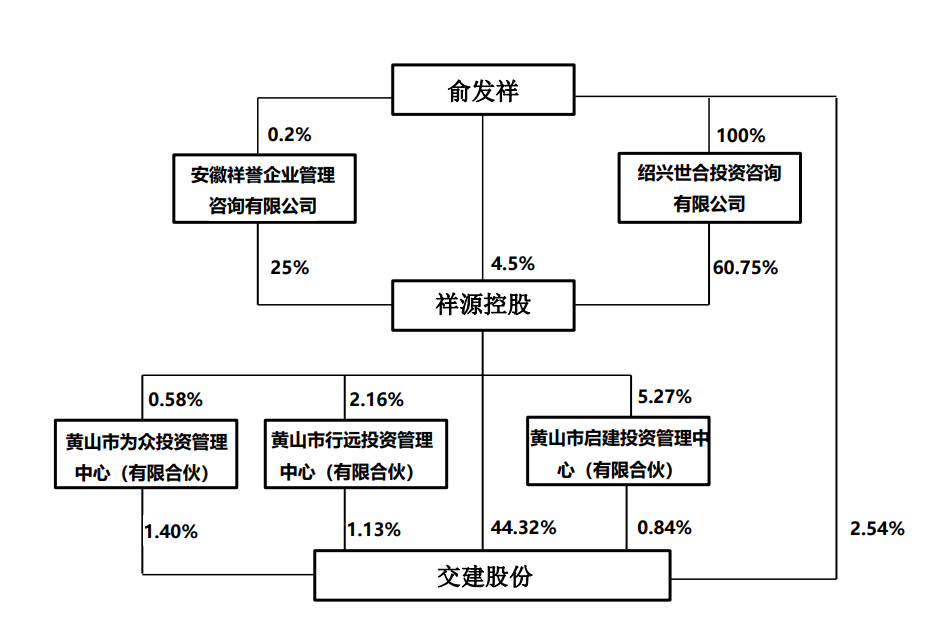 俞发祥
0.2%
100%
安徽祥誉企业管理
咨询有限公司
绍兴世合投资咨询
有限公司
25%
4.5%
60.75%
祥源控股
0.58%
2.16%
5.27%
黄山市为众投资管理
中心（有限合伙）
黄山市行远投资管理
中心（有限合伙）
黄山市启建投资管理中
心（有限合伙）
1.40%
1.13%
44.32%
0.84%
2.54%
交建股份